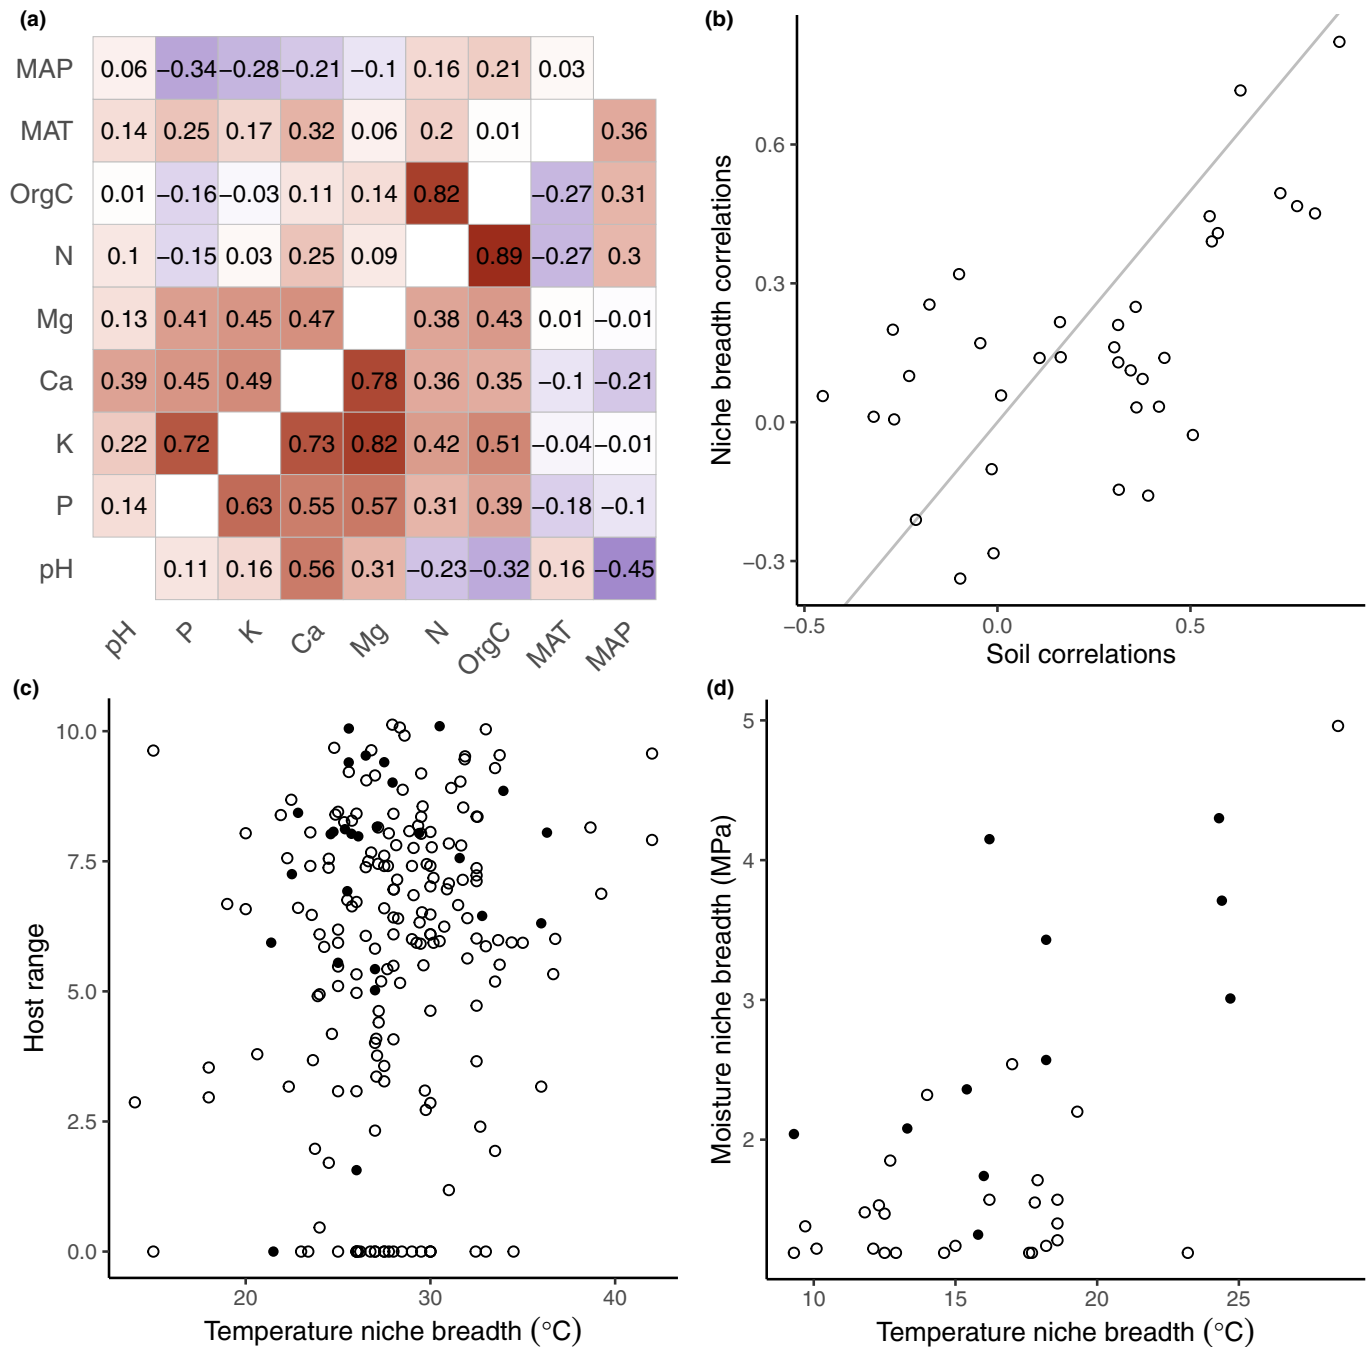 (a)
MAP 0.06 −0.34 −0.28 −0.21 −0.1 0.16 0.21 0.03
MAT 0.14 0.25 0.17 0.32 0.06 0.2 0.01 0.36
OrgC 0.01 −0.16 −0.03 0.11 0.14 0.82 −0.27 0.31
N 0.1 −0.15 0.03 0.25 0.09 0.89 −0.27 0.3
Mg 0.13 0.41 0.45 0.47 0.38 0.43 0.01 −0.01
Ca 0.39 0.45 0.49 0.78 0.36 0.35 −0.1 −0.21
K 0.22 0.72 0.73 0.82 0.42 0.51 −0.04 −0.01
P 0.14 0.63 0.55 0.57 0.31 0.39 −0.18 −0.1
pH 0.11 0.16 0.56 0.31 −0.23 −0.32 0.16 −0.45
pH P K Ca Mg N OrgC MAT MAP
(b)
Niche breadth correlations
0.6
0.3
0.0
−0.3
−0.5 0.0 0.5
Soil correlations
(c)
Host range
10.0
7.5
5.0
2.5
0.0
20 30 40
Temperature niche breadth (°C)
(d)
Moisture niche breadth (MPa)
5
4
3
2
10 15 20 25
Temperature niche breadth (°C)